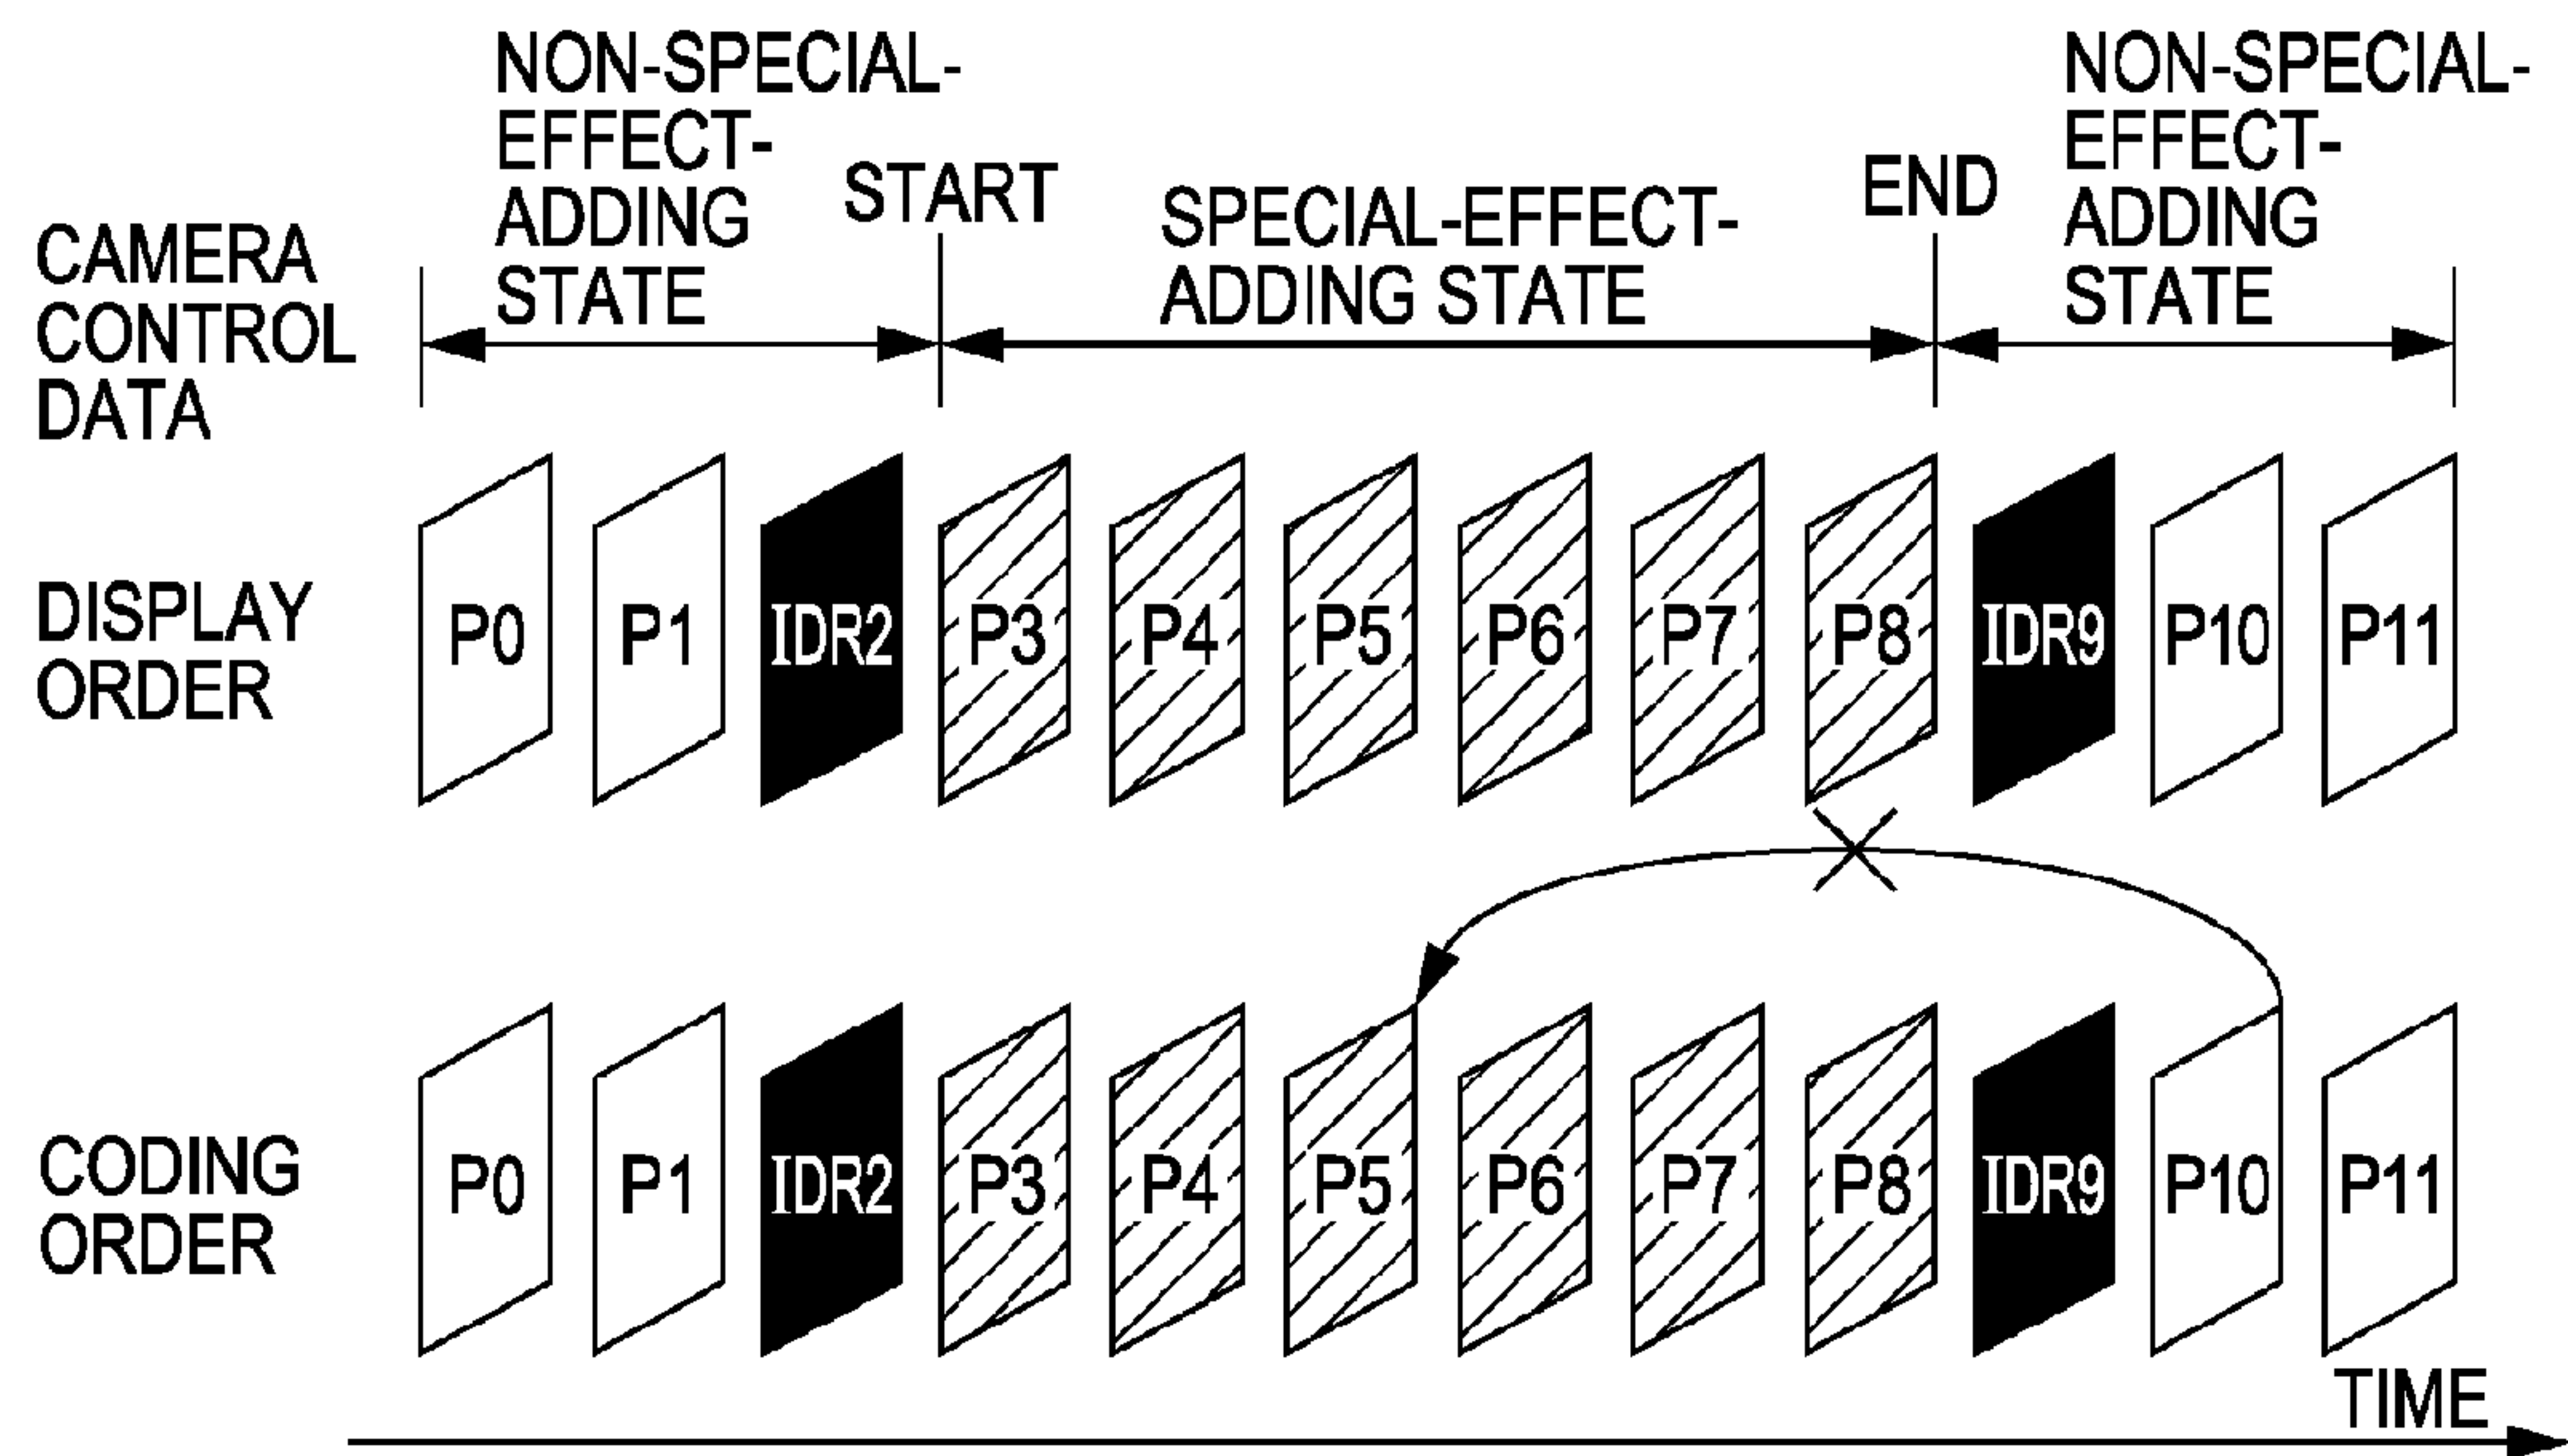 NON-SPECIAL-
EFFECT-
ADDING
STATE
START
SPECIAL-EFFECT-
ADDING STATE
END
NON-SPECIAL-
EFFECT-
ADDING
STATE
CAMERA
CONTROL
DATA
DISPLAY
ORDER
P0 P1 IDR2 P3 P4 P5 P6 P7 P8 IDR9 P10 P11
CODING
ORDER
P0 P1 IDR2 P3 P4 P5 P6 P7 P8 IDR9 P10 P11
TIME